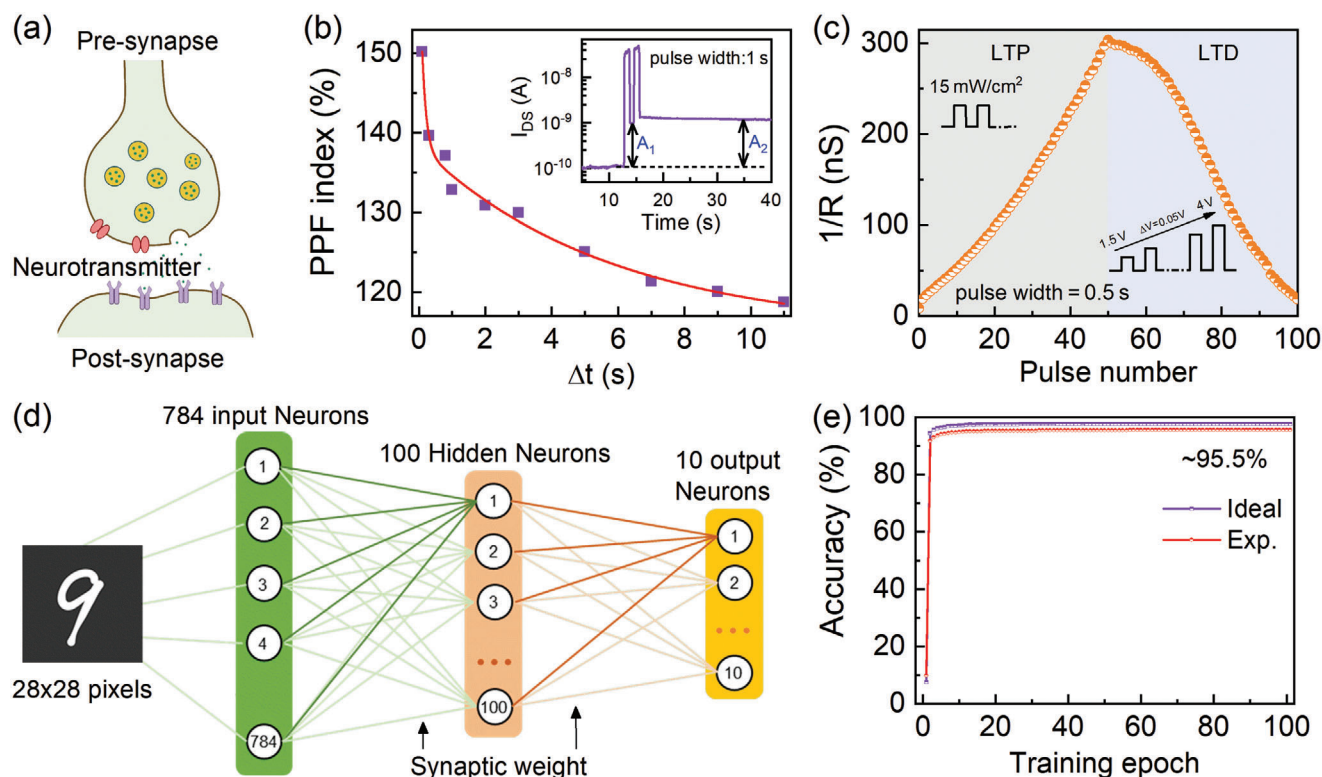 (a)
Pre-synapse
Neurotransmitter
Post-synapse
(b)
PPF index (%)
150
140
130
120
0 2 4 6 8 10
Δt (s)
pulse width:1 s
I_DS (A)
10⁻⁸
10⁻⁹
10⁻¹⁰
A₁
A₂
10 20 30 40
Time (s)
(c)
1/R (nS)
300
200
100
0
LTP
LTD
15 mW/cm²
1.5 V
ΔV=0.05V
4 V
pulse width = 0.5 s
0 20 40 60 80 100
Pulse number
(d)
784 input Neurons
100 Hidden Neurons
10 output
Neurons
1
2
3
4
784
1
2
3
100
1
2
10
28x28 pixels
Synaptic weight
(e)
Accuracy (%)
100
80
60
40
20
0
~95.5%
Ideal
Exp.
0 20 40 60 80 100
Training epoch